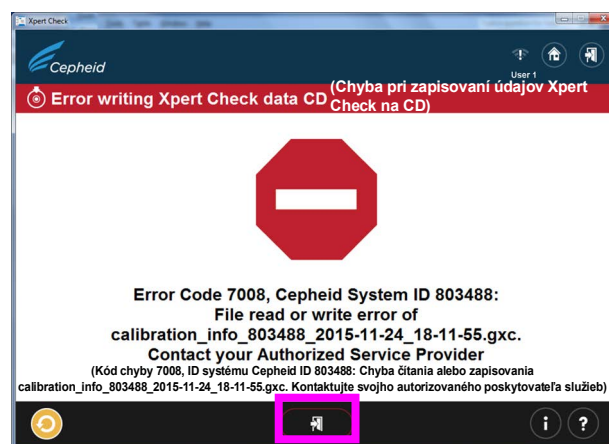 Xpert Check
Cepheid
User 1
Error writing Xpert Check data CD (Chyba pri zapisovaní údajov Xpert
Check na CD)
Error Code 7008, Cepheid System ID 803488:
File read or write error of
calibration_info_803488_2015-11-24_18-11-55.gxc.
Contact your Authorized Service Provider
(Kód chyby 7008, ID systému Cepheid ID 803488: Chyba čítania alebo zapisovania
calibration_info_803488_2015-11-24_18-11-55.gxc. Kontaktujte svojho autorizovaného poskytovateľa služieb)
i ?